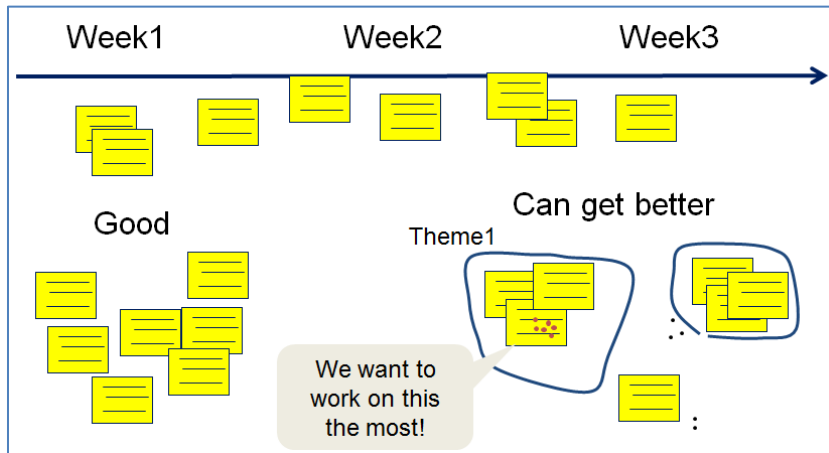 Week1
Week2
Week3
Good
Can get better
Theme1
We want to
work on this
the most!